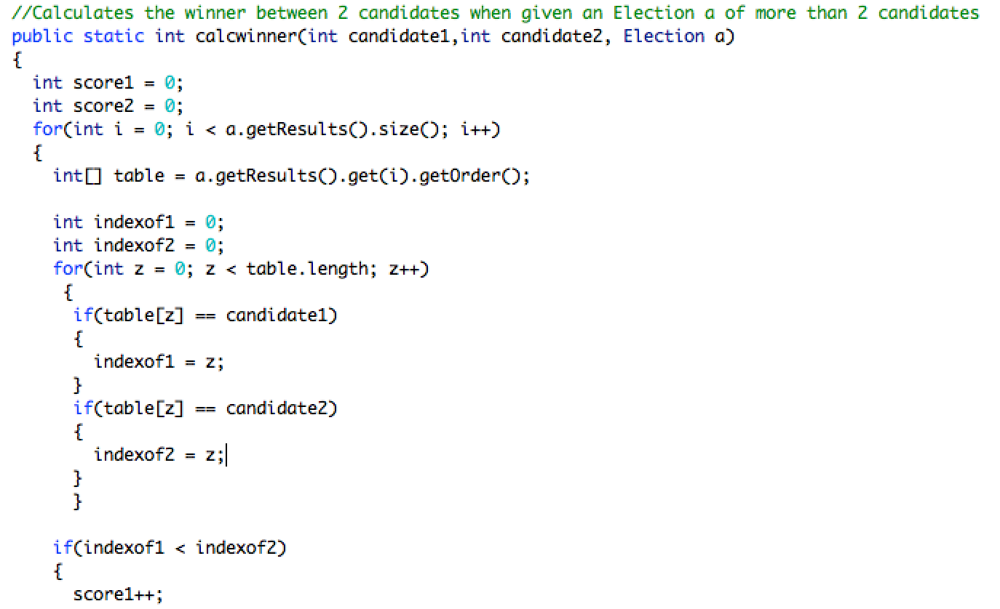 //Calculates the winner between 2 candidates when given an Election a of more than 2 candidates
public static int calcwinner(int candidate1,int candidate2, Election a)
{
  int score1 = 0;
  int score2 = 0;
  for(int i = 0; i < a.getResults().size(); i++)
  {
    int[] table = a.getResults().get(i).getOrder();

    int indexof1 = 0;
    int indexof2 = 0;
    for(int z = 0; z < table.length; z++)
     {
      if(table[z] == candidate1)
      {
        indexof1 = z;
      }
      if(table[z] == candidate2)
      {
        indexof2 = z;
      }
      }

    if(indexof1 < indexof2)
    {
      score1++;